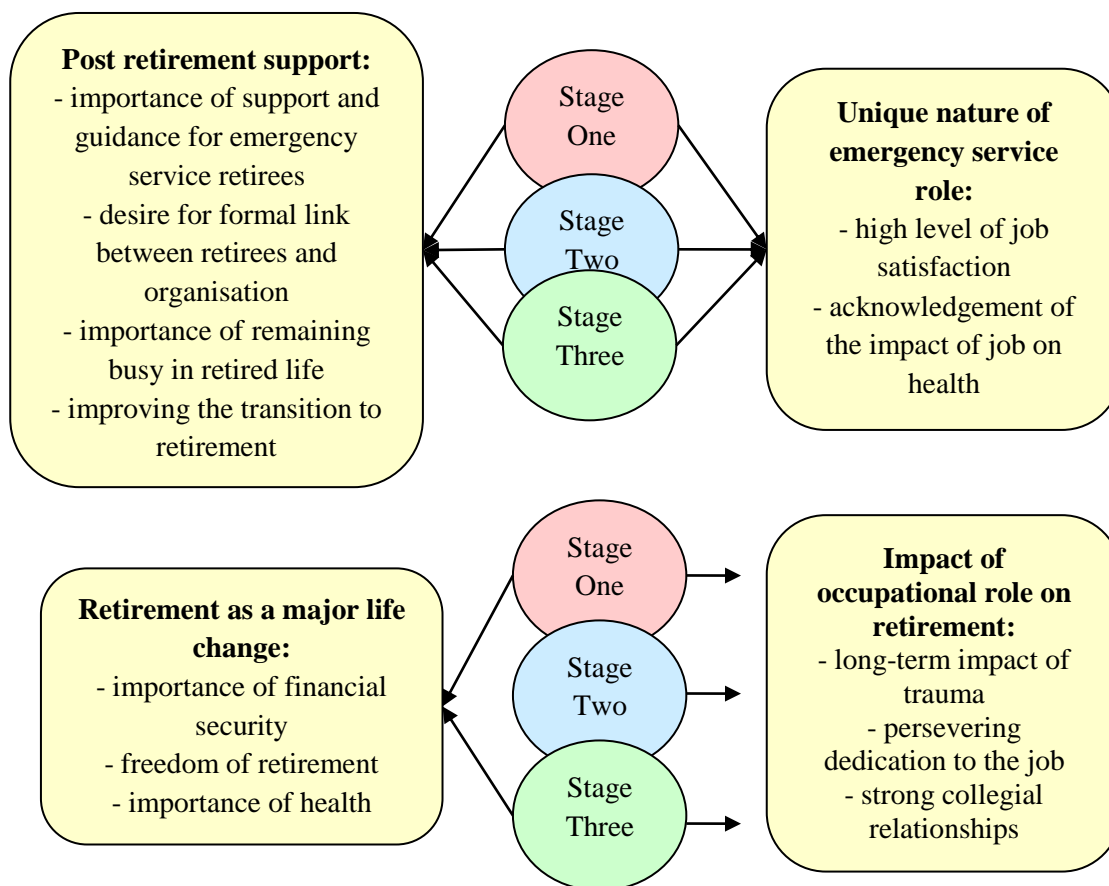 Post retirement support:
- importance of support and
guidance for emergency
service retirees
- desire for formal link
between retirees and
organisation
- importance of remaining
busy in retired life
- improving the transition to
retirement
Stage
One
Stage
Two
Stage
Three
Unique nature of
emergency service
role:
- high level of job
satisfaction
- acknowledgement of
the impact of job on
health
Retirement as a major life
change:
- importance of financial
security
- freedom of retirement
- importance of health
Stage
One
Stage
Two
Stage
Three
Impact of
occupational role on
retirement:
- long-term impact of
trauma
- persevering
dedication to the job
- strong collegial
relationships